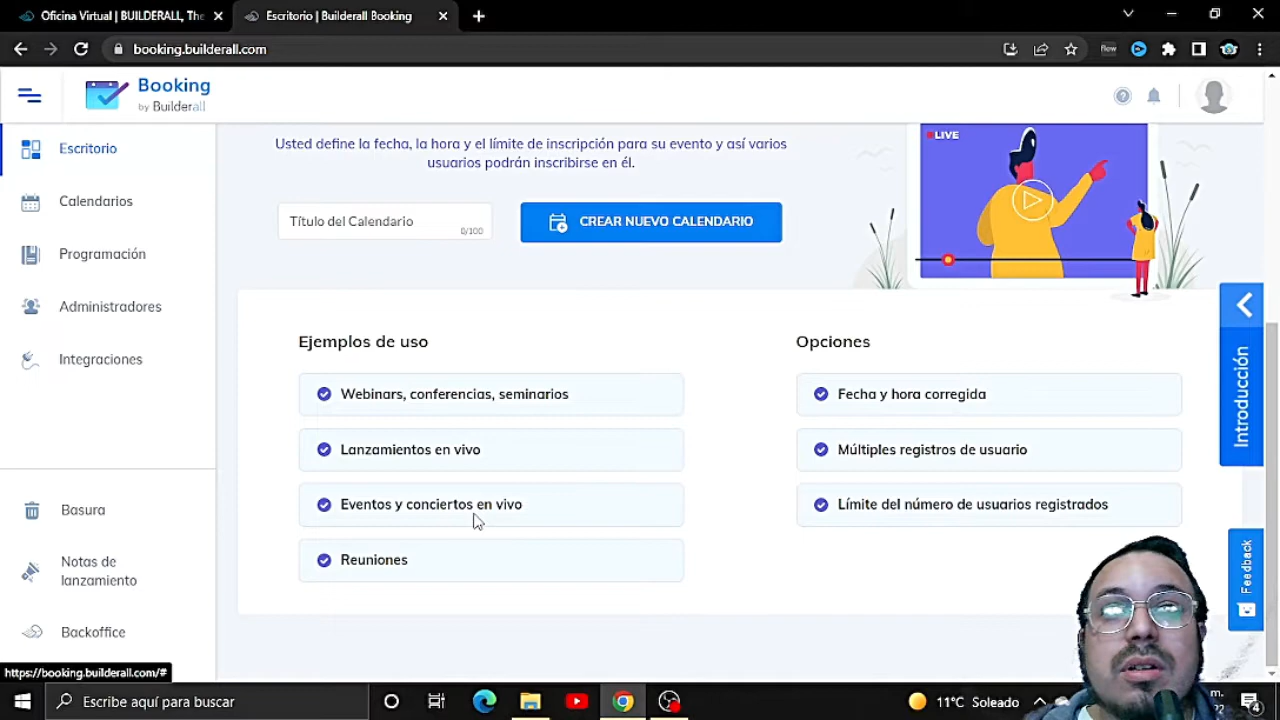 Oficina Virtual | BUILDERALL, The
Escritorio | Builderall Booking
booking.builderall.com
flow
Booking
by Builderall
Escritorio
Calendarios
Programación
Administradores
Integraciones
Basura
Notas de
lanzamiento
Backoffice
Usted define la fecha, la hora y el límite de inscripción para su evento y así varios
usuarios podrán inscribirse en él.
Título del Calendario
0/100
CREAR NUEVO CALENDARIO
LIVE
Ejemplos de uso
Webinars, conferencias, seminarios
Lanzamientos en vivo
Eventos y conciertos en vivo
Reuniones
Opciones
Fecha y hora corregida
Múltiples registros de usuario
Límite del número de usuarios registrados
Introducción
Feedback
https://booking.builderall.com/#
Escribe aquí para buscar
11°C Soleado
4